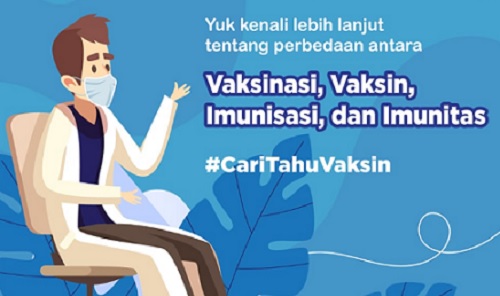 Yuk kenali lebih lanjut
tentang perbedaan antara
Vaksinasi, Vaksin,
Imunisasi, dan Imunitas
#CariTahuVaksin